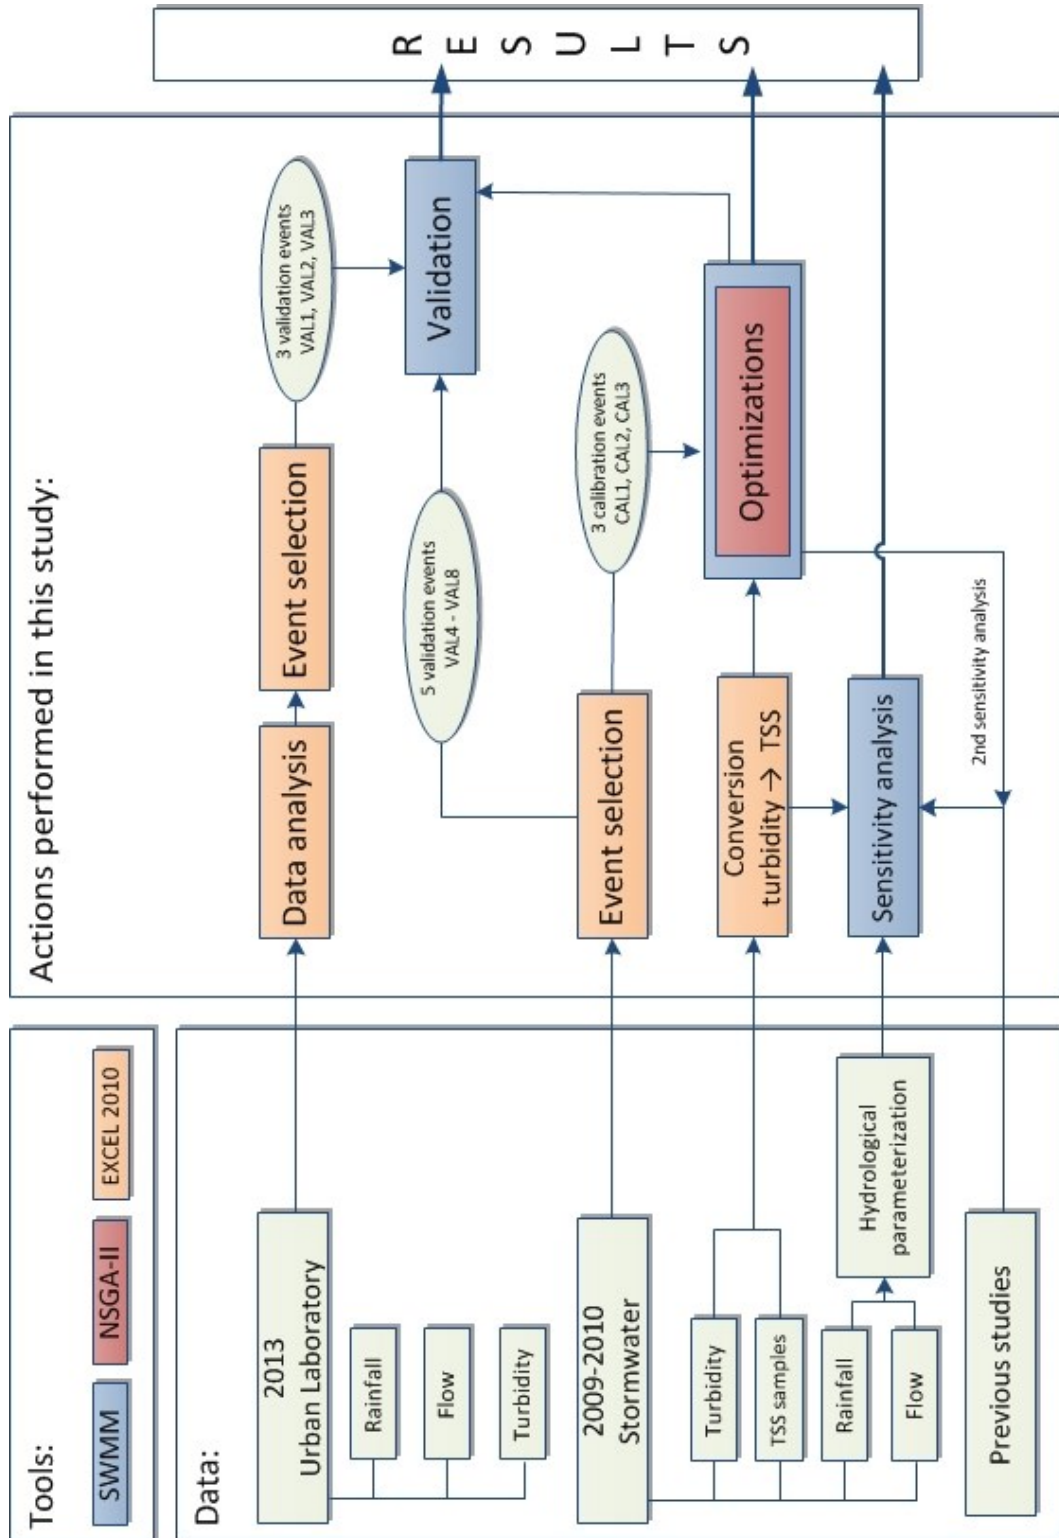 Tools:
SWMM
NSGA-II
EXCEL 2010
Data:
2013
Urban Laboratory
Rainfall
Flow
Turbidity
2009-2010
Stormwater
Turbidity
TSS samples
Rainfall
Flow
Hydrological
parameterization
Previous studies
Actions performed in this study:
Data analysis
Event selection
3 validation events
VAL1, VAL2, VAL3
5 validation events
VAL4 - VAL8
Validation
Event selection
3 calibration events
CAL1, CAL2, CAL3
Conversion
turbidity → TSS
Optimizations
Sensitivity analysis
2nd sensitivity analysis
R E S U L T S